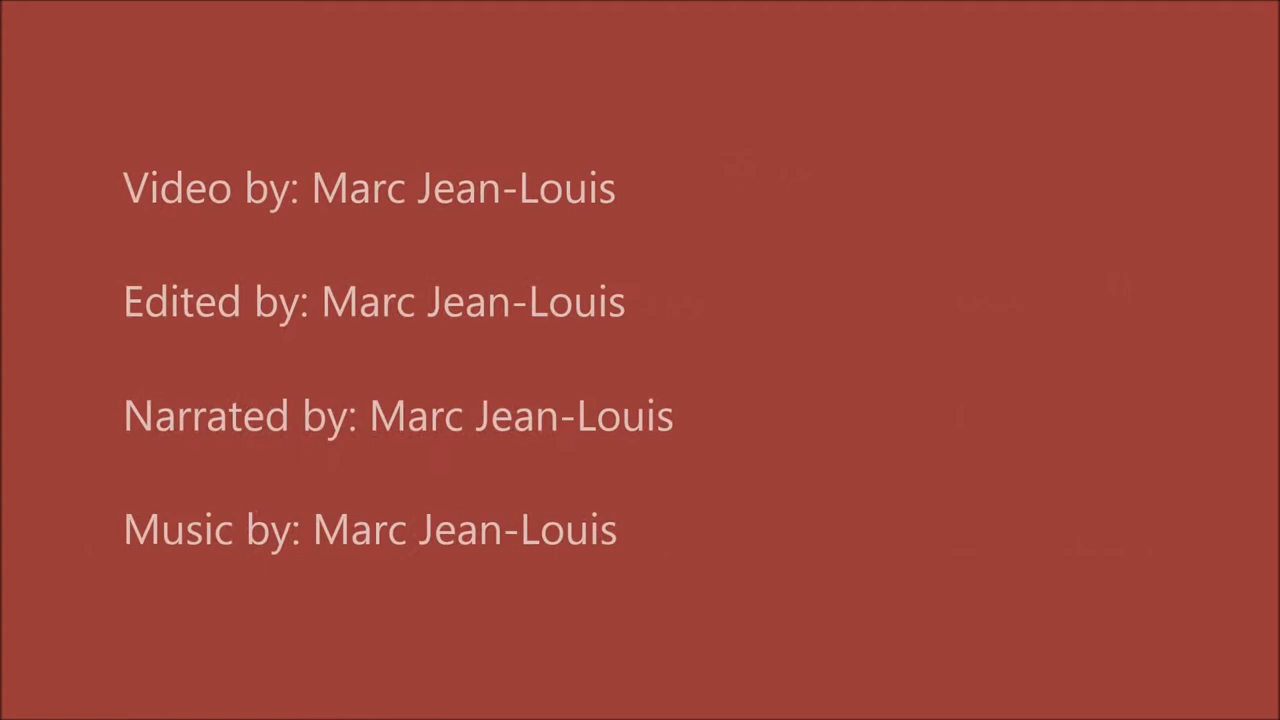 Video by: Marc Jean-Louis
Edited by: Marc Jean-Louis
Narrated by: Marc Jean-Louis
Music by: Marc Jean-Louis